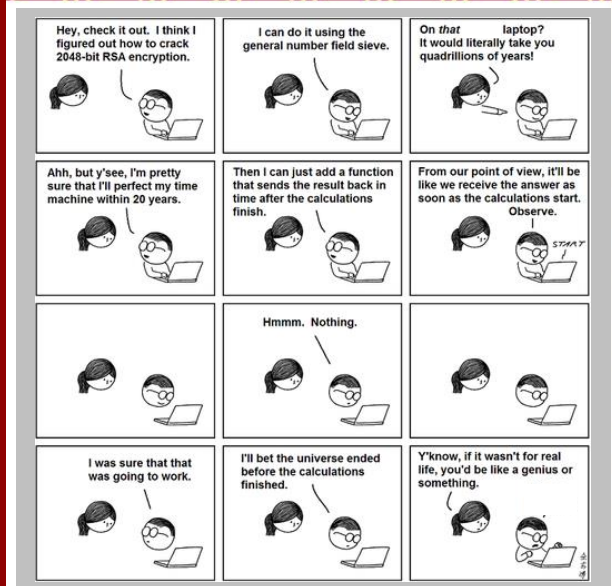 Hey, check it out.  I think I
figured out how to crack
2048-bit RSA encryption.
I can do it using the
general number field sieve.
On that laptop?
It would literally take you
quadrillions of years!
Ahh, but y'see, I'm pretty
sure that I'll perfect my time
machine within 20 years.
Then I can just add a function
that sends the result back in
time after the calculations
finish.
From our point of view, it'll be
like we receive the answer as
soon as the calculations start.
Observe.
START
Hmmm.  Nothing.
I was sure that that
was going to work.
I'll bet the universe ended
before the calculations
finished.
Y'know, if it wasn't for real
life, you'd be like a genius or
something.